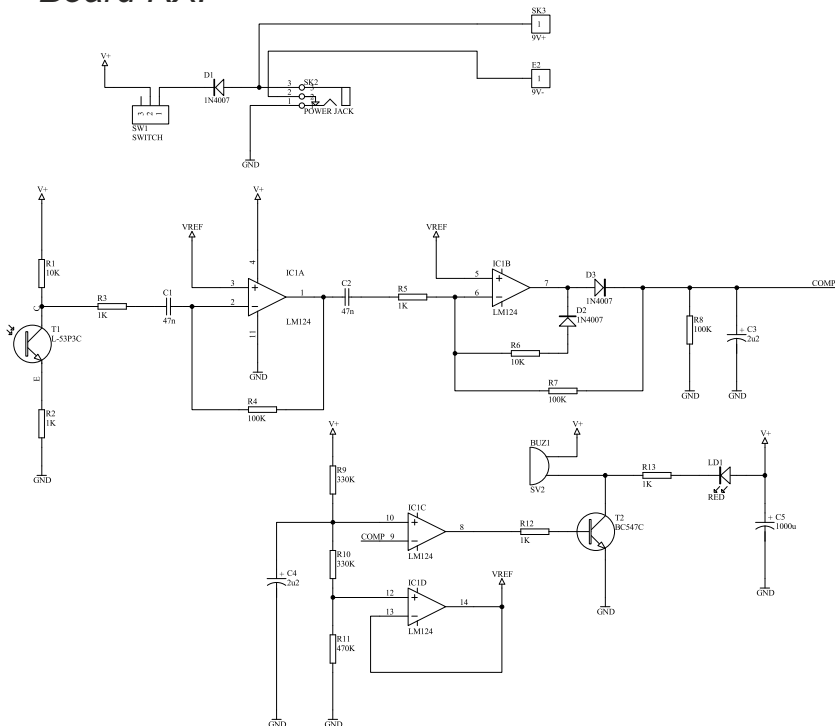 SK3
1
9V+
V+
D1
1N4007
3 SK2
2
1
POWER JACK
E2
1
9V-
3 2 1
SW1
SWITCH
GND
V+
R1
10K
C
R3
1K
C1
47n
T1
L-53P3C
E
R2
1K
GND
VREF
V+
4
3
2
1
IC1A
LM124
11
GND
R4
100K
C2
47n
R5
1K
VREF
IC1B
5
6
7
LM124
D3
1N4007
D2
1N4007
R6
10K
R7
100K
COMP
R8
100K
C3
2u2
GND
GND
V+
R9
330K
IC1C
10
COMP 9
8
LM124
R12
1K
R10
330K
+ C4
2u2
IC1D
12
13
14
LM124
VREF
R11
470K
GND
GND
BUZ1
SV2
V+
R13
1K
LD1
RED
V+
T2
BC547C
GND
+ C5
1000u
GND